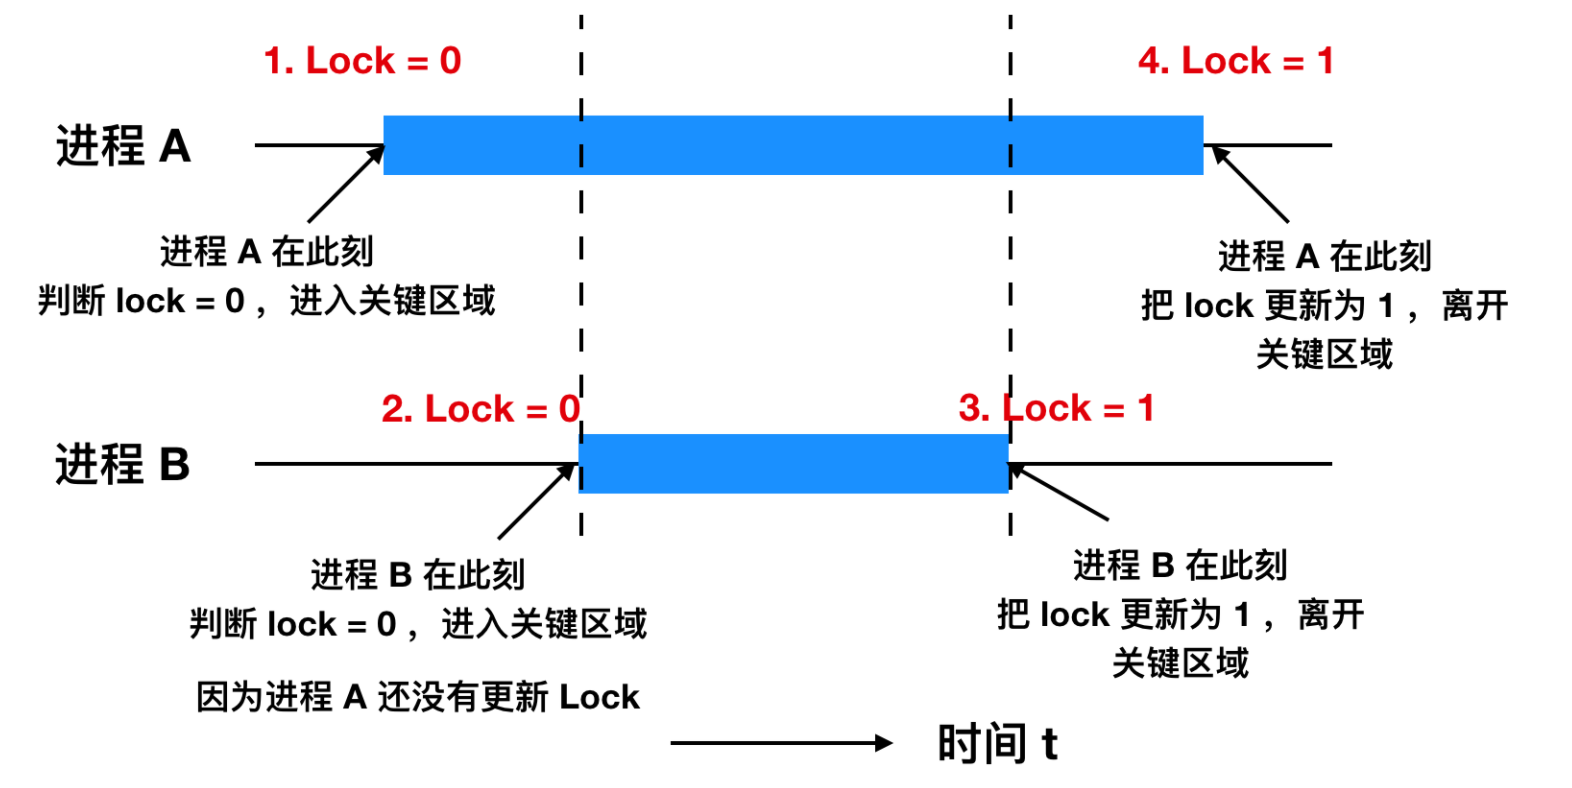 1. Lock = 0
4. Lock = 1
进程 A
进程 A 在此刻
判断 lock = 0 ，进入关键区域
进程 A 在此刻
把 lock 更新为 1 ，离开
关键区域
2. Lock = 0
3. Lock = 1
进程 B
进程 B 在此刻
判断 lock = 0 ，进入关键区域
因为进程 A 还没有更新 Lock
进程 B 在此刻
把 lock 更新为 1 ，离开
关键区域
时间 t